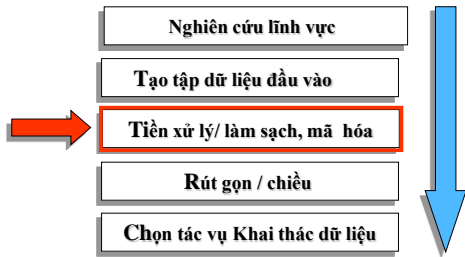 Nghiên cứu lĩnh vực
Tạo tập dữ liệu đầu vào
Tiền xử lý/ làm sạch, mã hóa
Rút gọn / chiều
Chọn tác vụ Khai thác dữ liệu